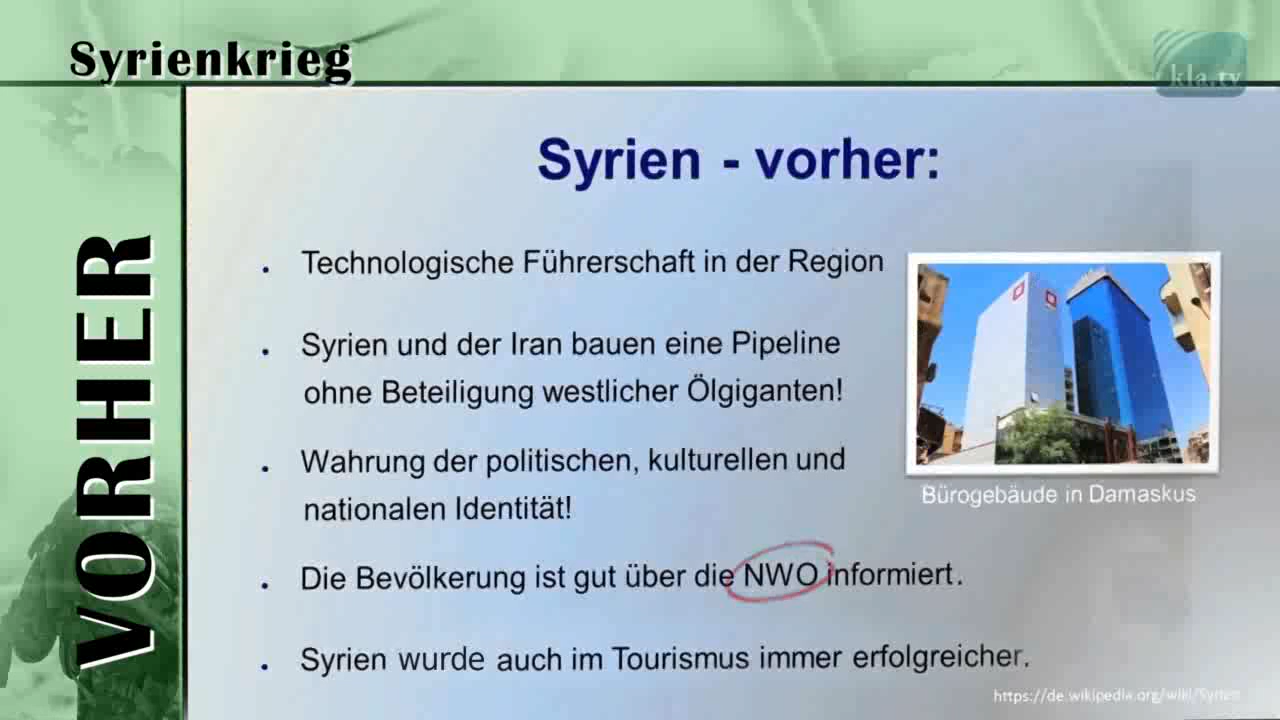 Syrienkrieg
kla.tv
VORHER
Syrien - vorher:
. Technologische Führerschaft in der Region
. Syrien und der Iran bauen eine Pipeline
ohne Beteiligung westlicher Ölgiganten!
. Wahrung der politischen, kulturellen und
nationalen Identität!
Bürogebäude in Damaskus
. Die Bevölkerung ist gut über die NWO informiert.
. Syrien wurde auch im Tourismus immer erfolgreicher.
https://de.wikipedia.org/wiki/Syrien